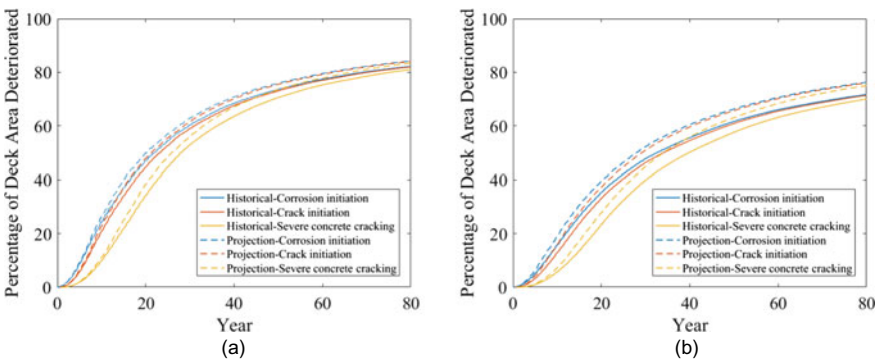 100
80
60
40
20
0
Percentage of Deck Area Deteriorated
Historical-Corrosion initiation
Historical-Crack initiation
Historical-Severe concrete cracking
Projection-Corrosion initiation
Projection-Crack initiation
Projection-Severe concrete cracking
0 20 40 60 80
Year
(a)
100
80
60
40
20
0
Percentage of Deck Area Deteriorated
Historical-Corrosion initiation
Historical-Crack initiation
Historical-Severe concrete cracking
Projection-Corrosion initiation
Projection-Crack initiation
Projection-Severe concrete cracking
0 20 40 60 80
Year
(b)